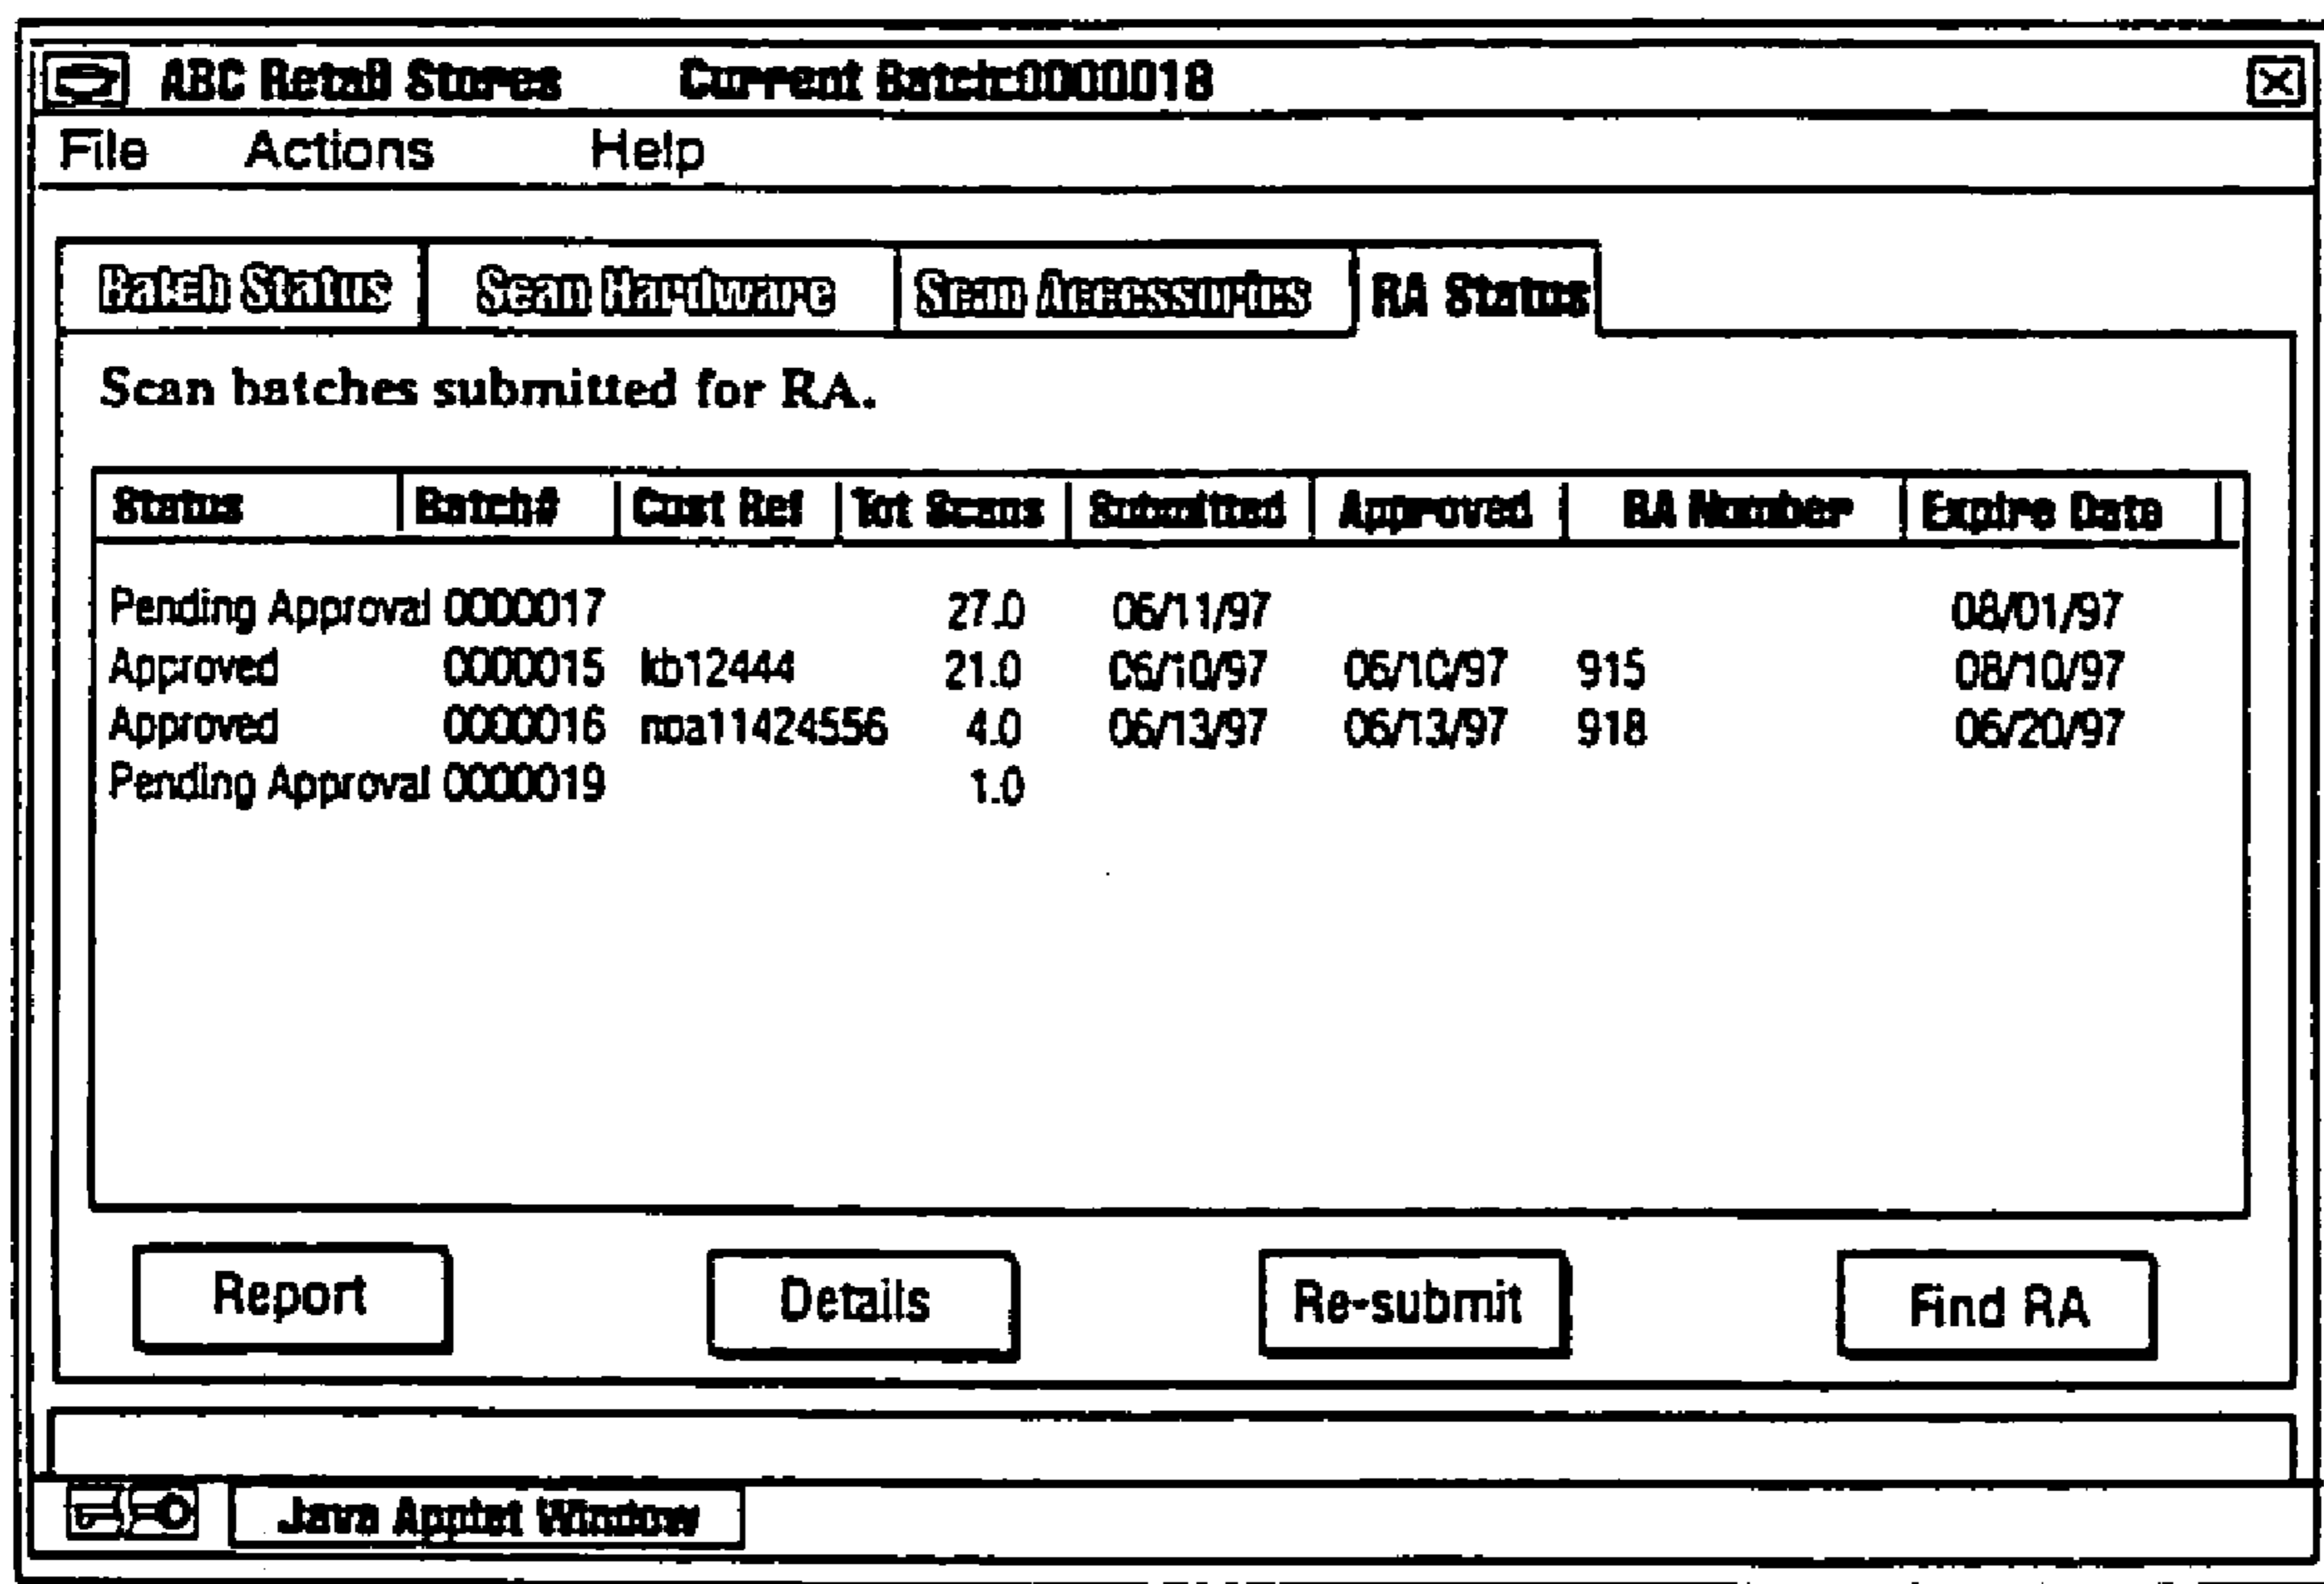 ABC Retail Stores Current Batch:0000018
File Actions Help
Batch Status Scan Hardware Scan Accessories RA Status
Scan batches submitted for RA.
Status Batch# Cust Ref Tot Scans Submitted Approved RA Number Expire Date
Pending Approval 0000017 27.0 06/11/97 08/01/97
Approved 0000015 kb12444 21.0 06/10/97 06/10/97 915 08/10/97
Approved 0000016 noa11424556 4.0 06/13/97 06/13/97 918 06/20/97
Pending Approval 0000019 1.0
Report Details Re-submit Find RA
Java Applet Window